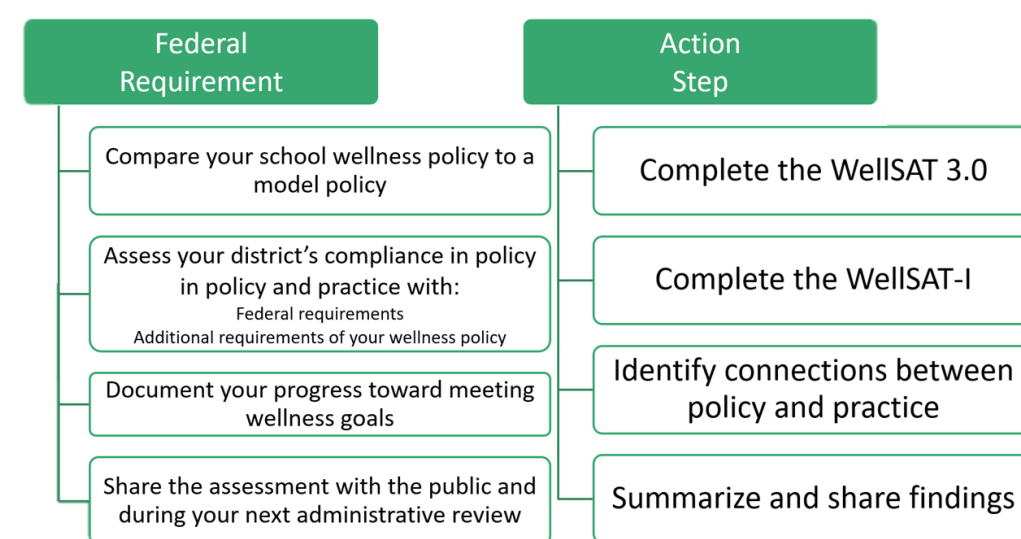 Federal
Requirement
Compare your school wellness policy to a
model policy
Assess your district's compliance in policy
in policy and practice with:
Federal requirements
Additional requirements of your wellness policy
Document your progress toward meeting
wellness goals
Share the assessment with the public and
during your next administrative review
Action
Step
Complete the WellSAT 3.0
Complete the WellSAT-I
Identify connections between
policy and practice
Summarize and share findings